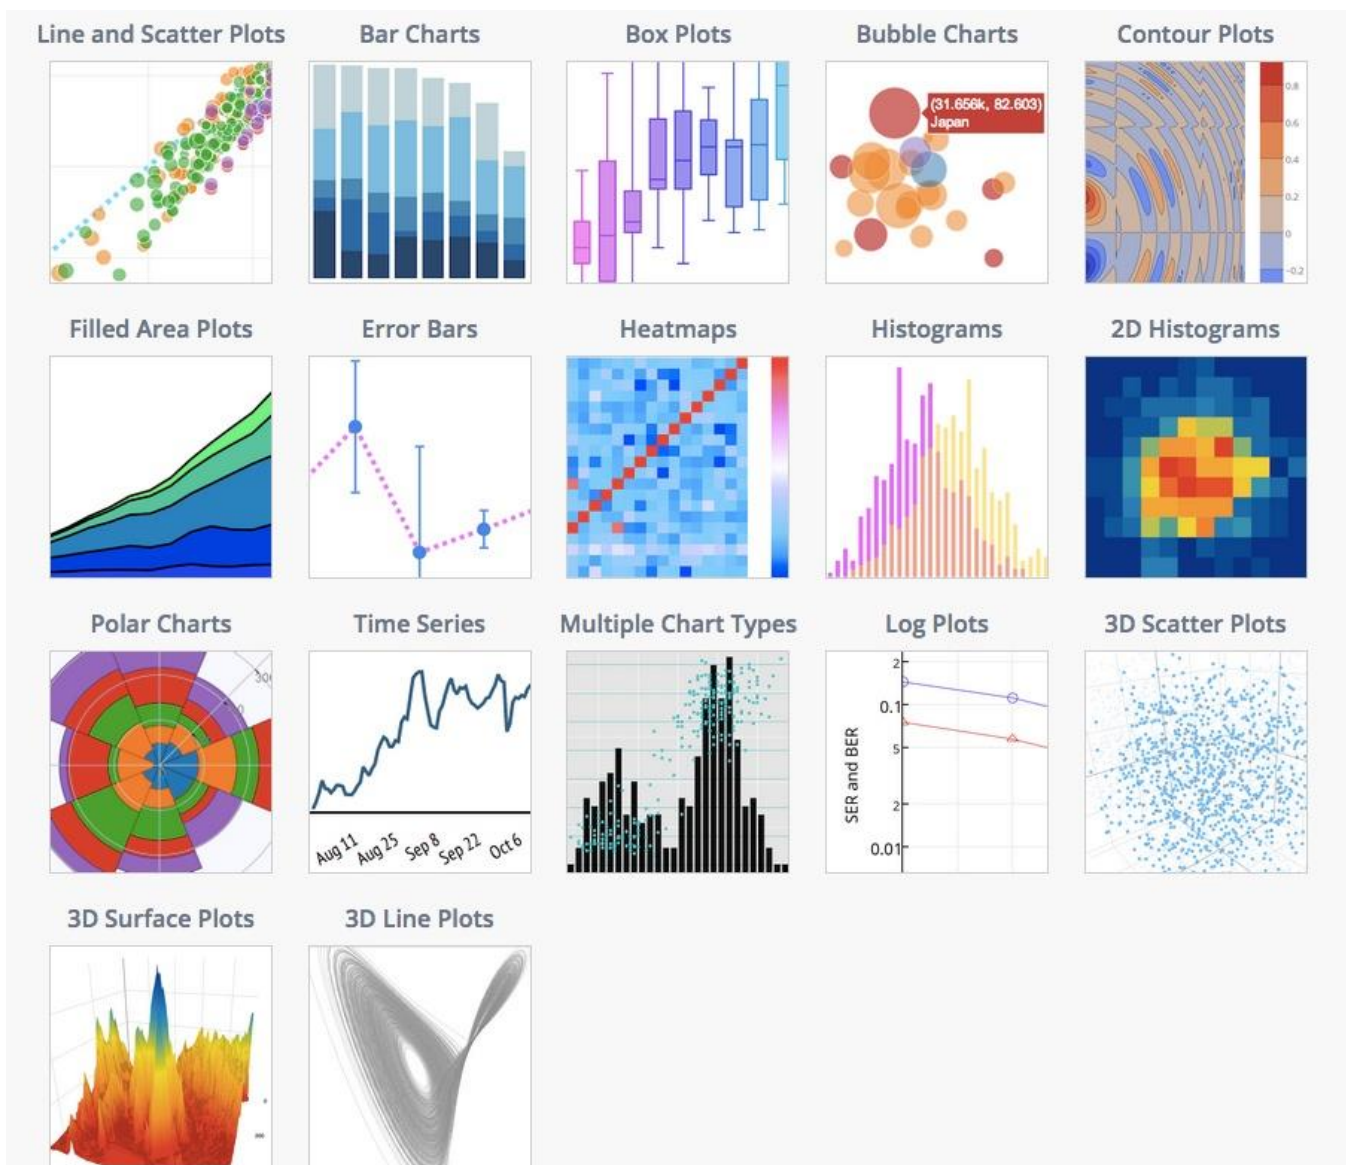 Line and Scatter Plots
Bar Charts
Box Plots
Bubble Charts
Contour Plots
(31.656k, 82.603)
Japan
0.8
0.6
0.4
0.2
0
−0.2
Filled Area Plots
Error Bars
Heatmaps
Histograms
2D Histograms
Polar Charts
Time Series
Multiple Chart Types
Log Plots
3D Scatter Plots
Aug 11
Aug 25
Sep 8
Sep 22
Oct 6
SER and BER
2
0.1
5
2
0.01
3D Surface Plots
3D Line Plots